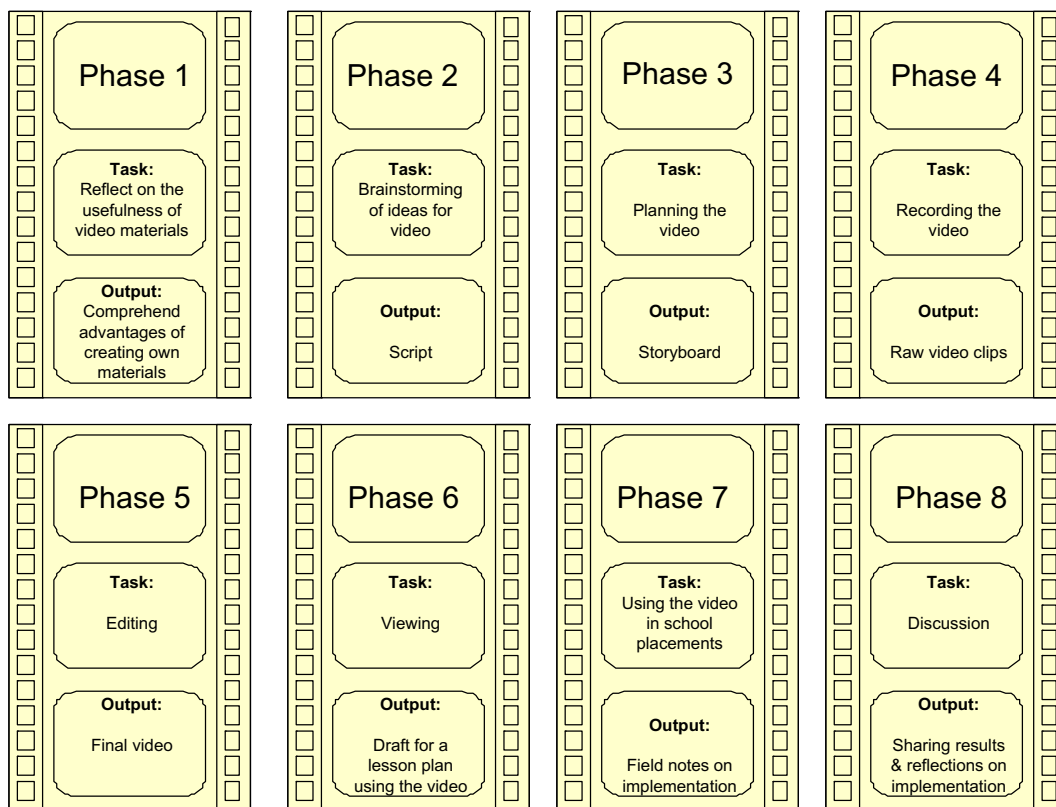 Phase 1
Task:
Reflect on the
usefulness of
video materials
Output:
Comprehend
advantages of
creating own
materials
Phase 2
Task:
Brainstorming
of ideas for
video
Output:
Script
Phase 3
Task:
Planning the
video
Output:
Storyboard
Phase 4
Task:
Recording the
video
Output:
Raw video clips
Phase 5
Task:
Editing
Output:
Final video
Phase 6
Task:
Viewing
Output:
Draft for a
lesson plan
using the video
Phase 7
Task:
Using the video
in school
placements
Output:
Field notes on
implementation
Phase 8
Task:
Discussion
Output:
Sharing results
& reflections on
implementation